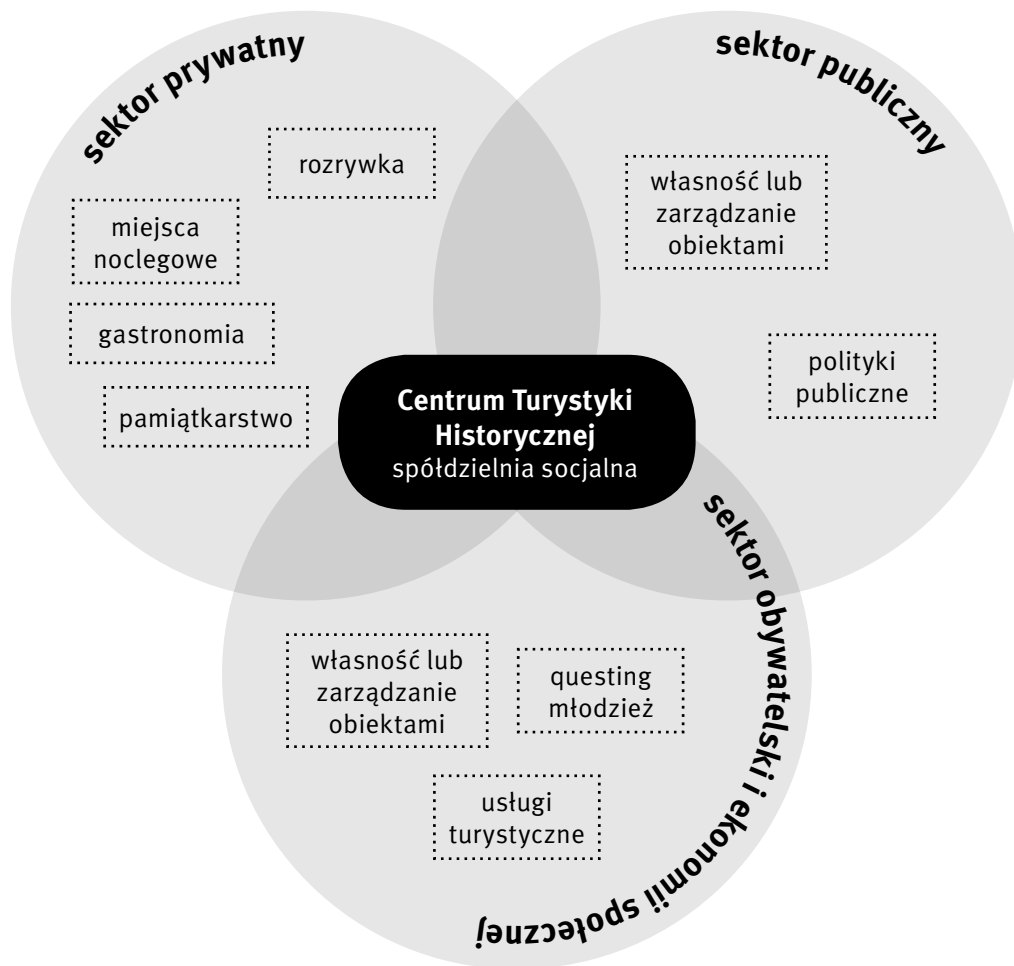 sektor prywatny
rozrywka
miejsca
noclegowe
gastronomia
pamiątkarstwo
sektor publiczny
własność lub
zarządzanie
obiektami
polityki
publiczne
Centrum Turystyki
Historycznej
spółdzielnia socjalna
sektor obywatelski i ekonomii społecznej
własność lub
zarządzanie
obiektami
questing
młodzież
usługi
turystyczne